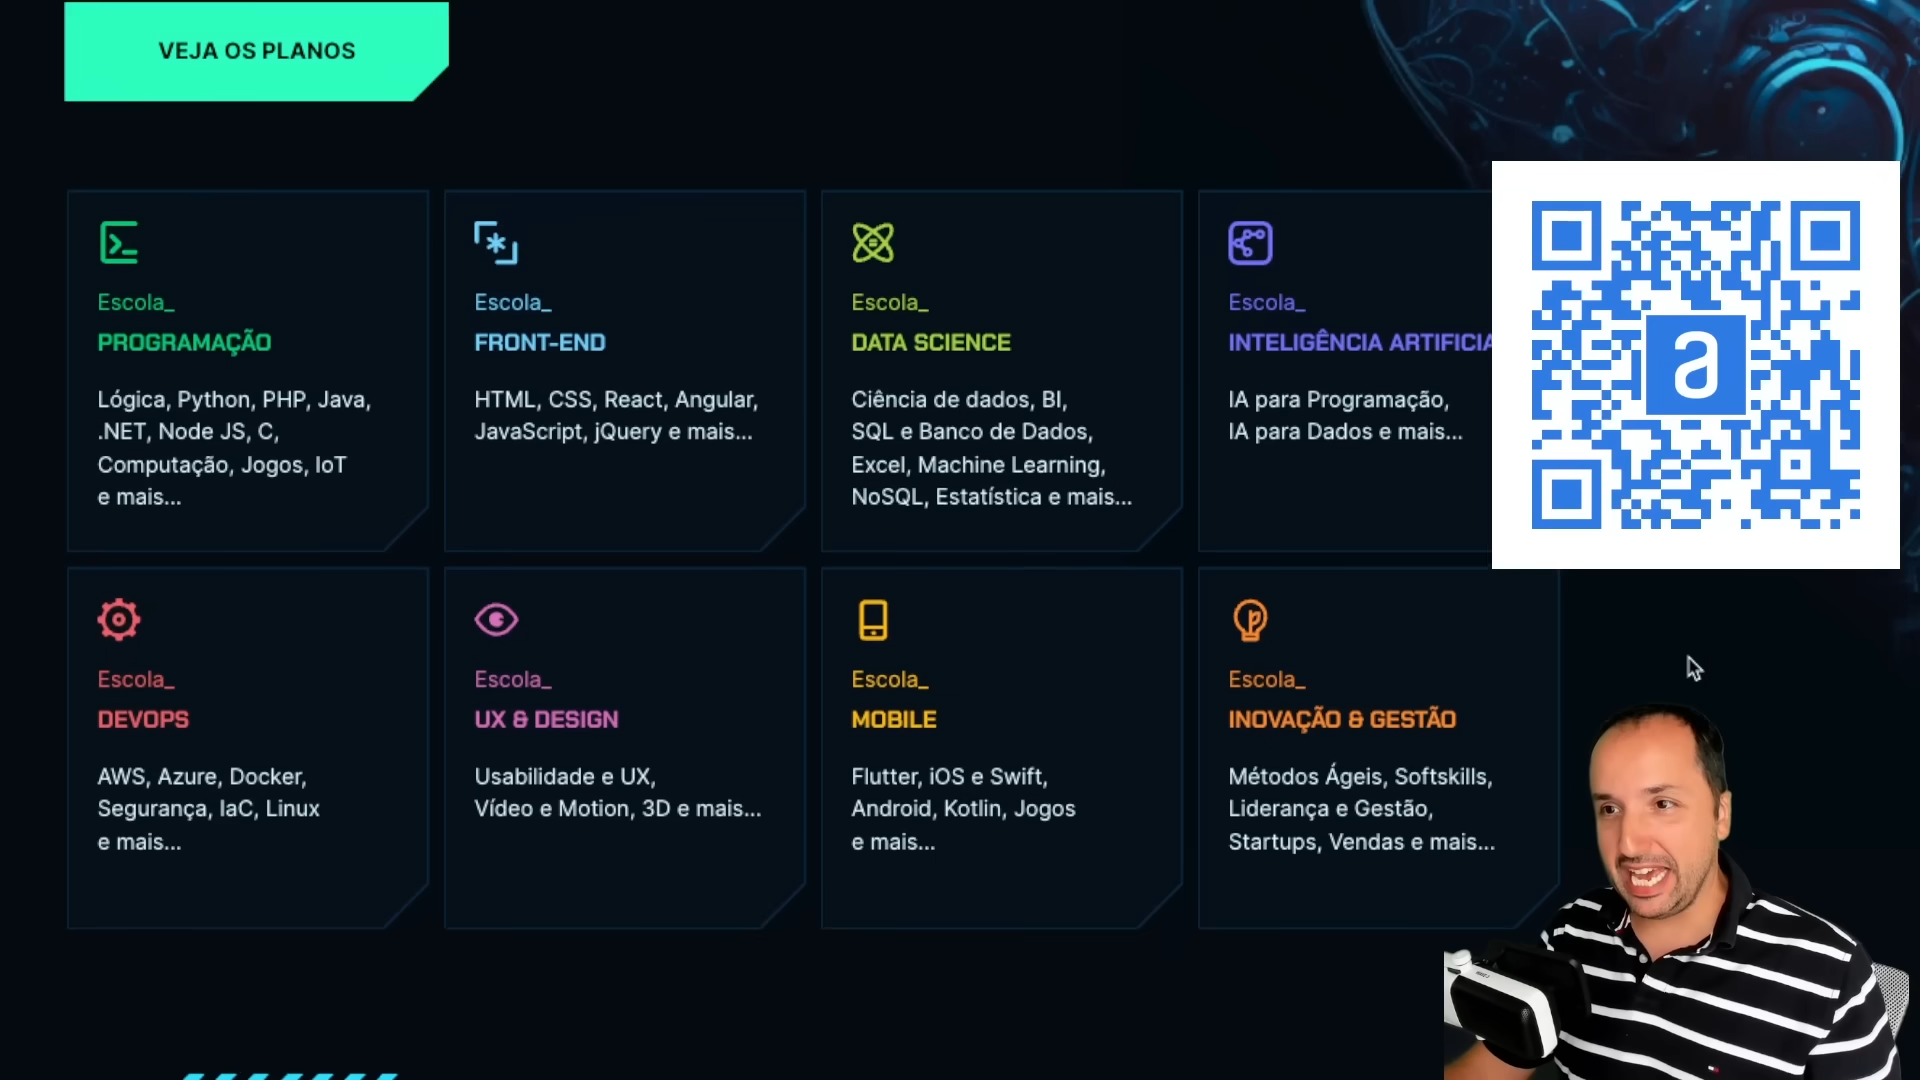 VEJA OS PLANOS
Escola_
PROGRAMAÇÃO
Lógica, Python, PHP, Java,
.NET, Node JS, C,
Computação, Jogos, IoT
e mais...
Escola_
FRONT-END
HTML, CSS, React, Angular,
JavaScript, jQuery e mais...
Escola_
DATA SCIENCE
Ciência de dados, BI,
SQL e Banco de Dados,
Excel, Machine Learning,
NoSQL, Estatística e mais...
Escola_
INTELIGÊNCIA ARTIFICIA
IA para Programação,
IA para Dados e mais...
a
Escola_
DEVOPS
AWS, Azure, Docker,
Segurança, IaC, Linux
e mais...
Escola_
UX & DESIGN
Usabilidade e UX,
Vídeo e Motion, 3D e mais...
Escola_
MOBILE
Flutter, iOS e Swift,
Android, Kotlin, Jogos
e mais...
Escola_
INOVAÇÃO & GESTÃO
Métodos Ágeis, Softskills,
Liderança e Gestão,
Startups, Vendas e mais...